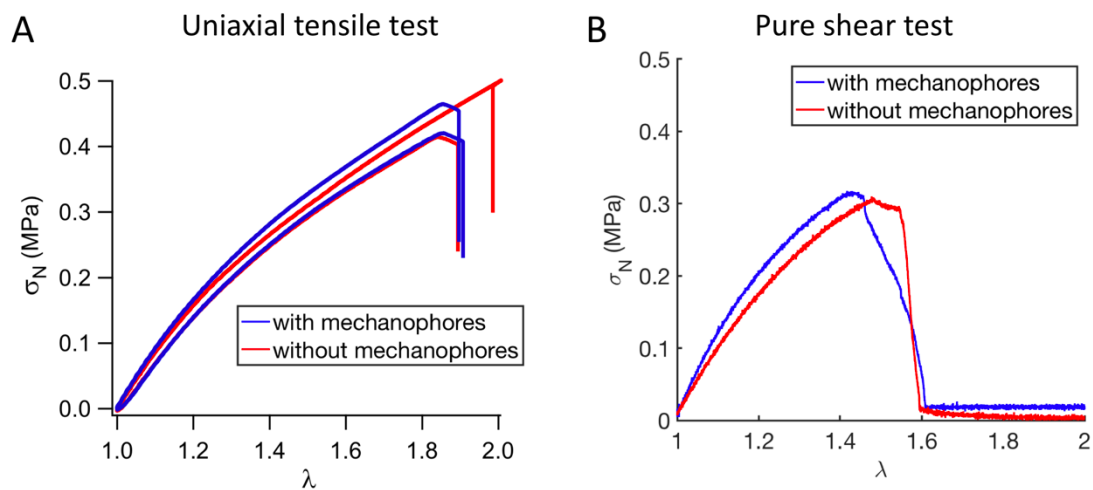 A
Uniaxial tensile test
0.5
0.4
0.3
0.2
0.1
0.0
σN (MPa)
with mechanophores
without mechanophores
1.0
1.2
1.4
1.6
1.8
2.0
λ
B
Pure shear test
0.5
0.4
0.3
0.2
0.1
0
σN (MPa)
with mechanophores
without mechanophores
1
1.2
1.4
1.6
1.8
2
λ